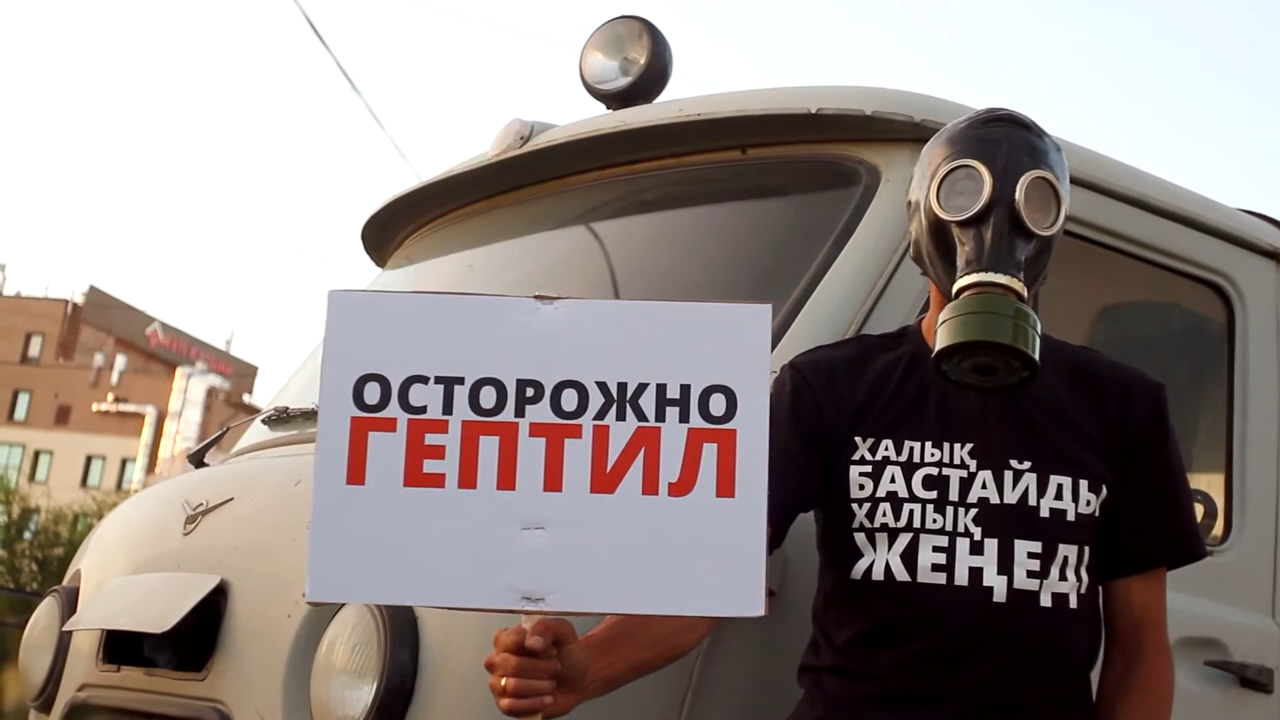 ОСТОРОЖНО
ГЕПТИЛ
ХАЛЫҚ
БАСТАЙДЫ
ХАЛЫҚ
ЖЕҢЕДІ